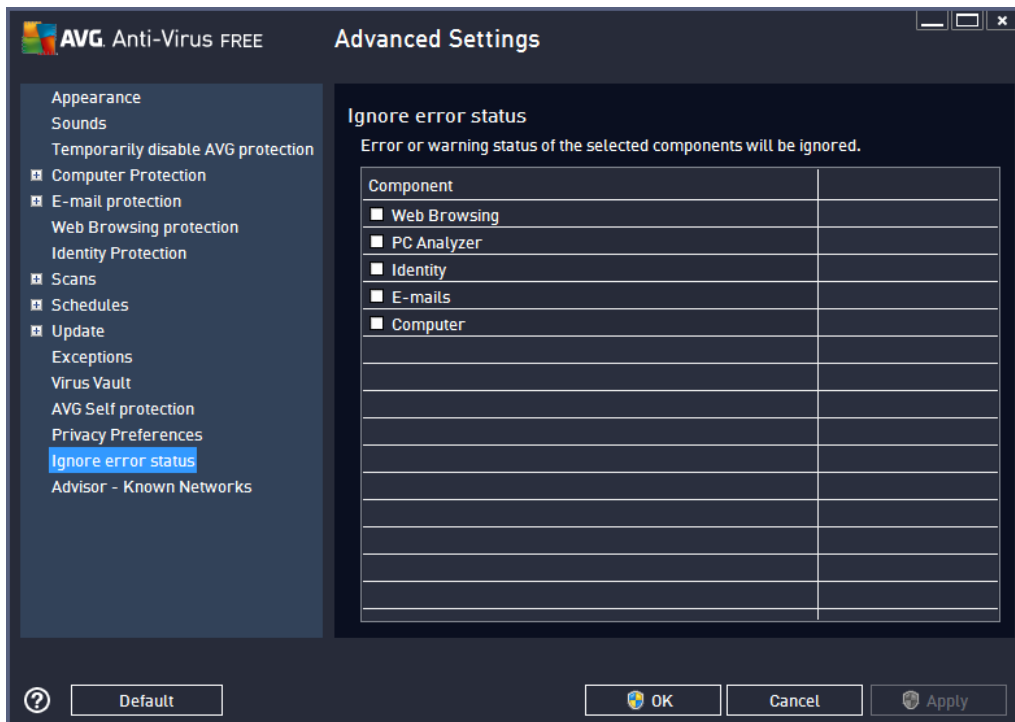 AVG. Anti-Virus FREE
Advanced Settings
Appearance
Sounds
Temporarily disable AVG protection
Computer Protection
E-mail protection
Web Browsing protection
Identity Protection
Scans
Schedules
Update
Exceptions
Virus Vault
AVG Self protection
Privacy Preferences
Ignore error status
Advisor - Known Networks
Ignore error status
Error or warning status of the selected components will be ignored.
Component
Web Browsing
PC Analyzer
Identity
E-mails
Computer
Default
OK
Cancel
Apply